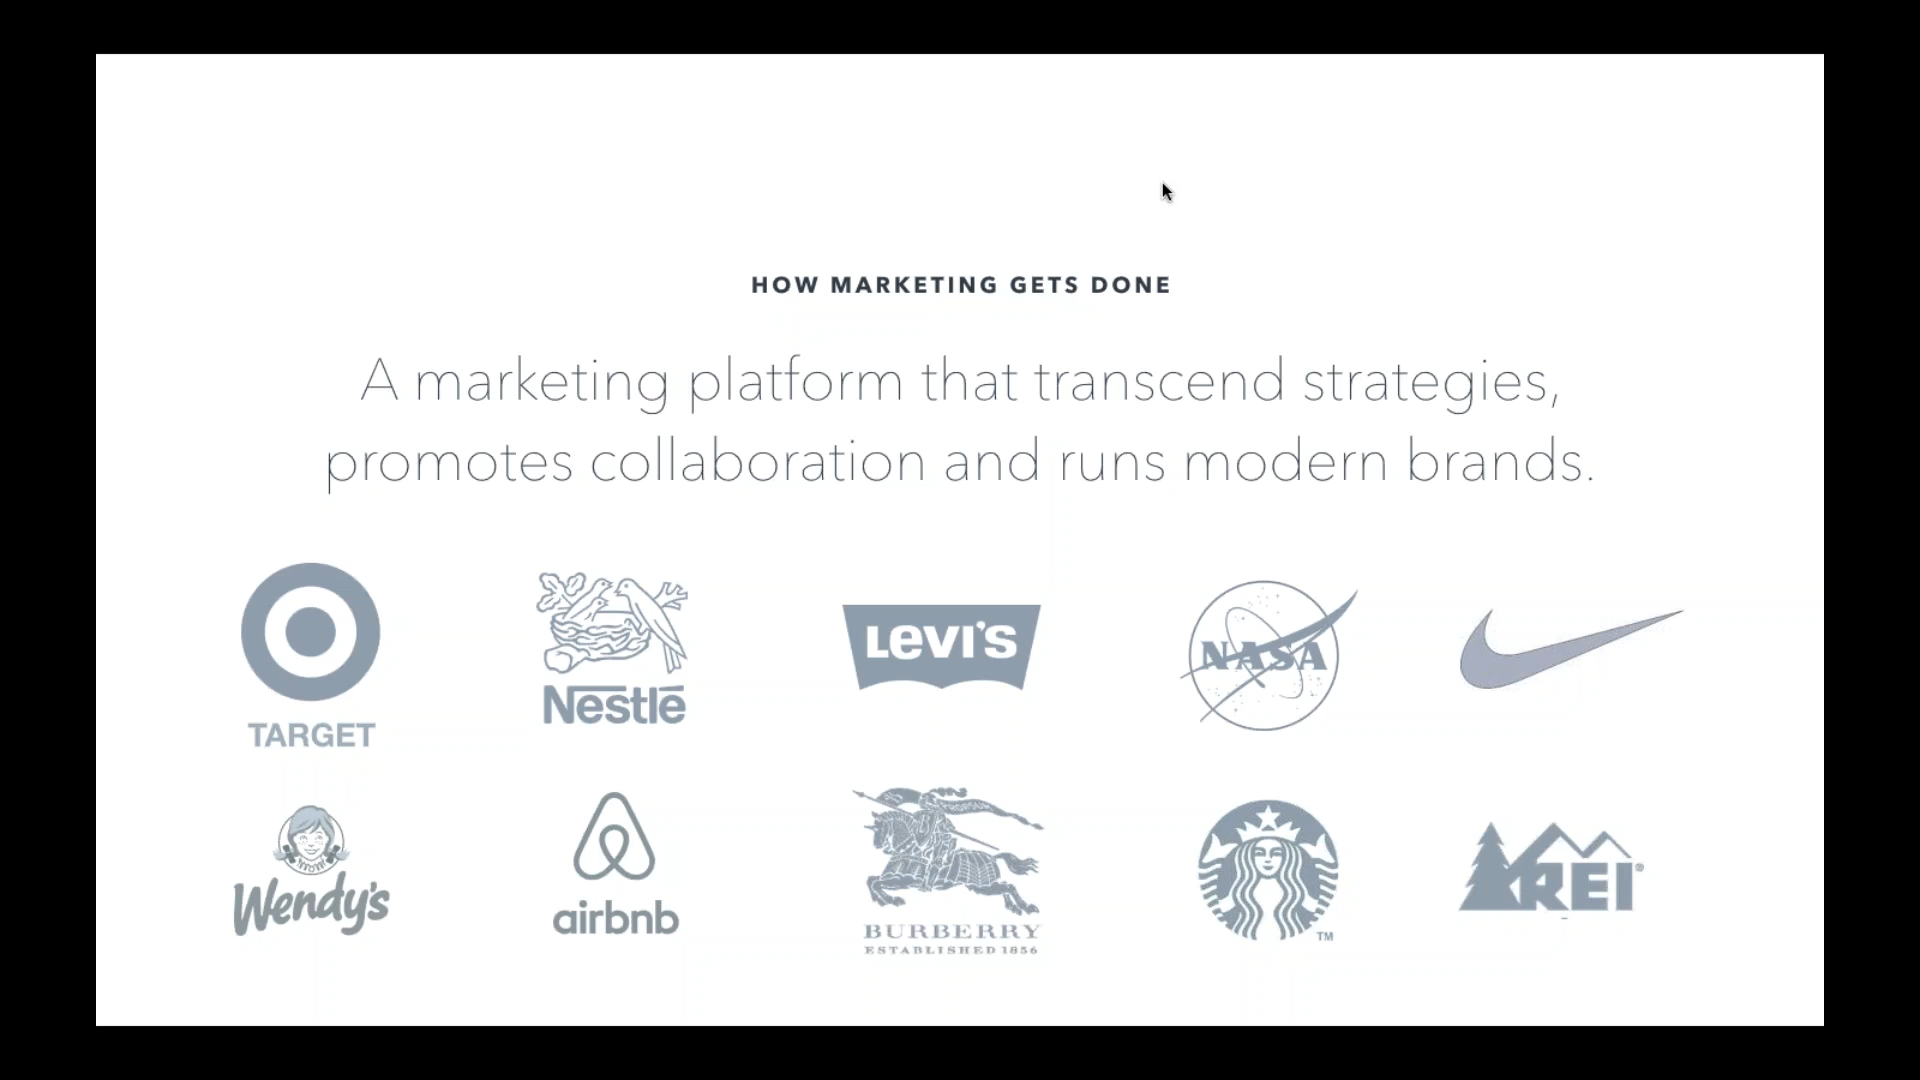 HOW MARKETING GETS DONE
A marketing platform that transcend strategies,
promotes collaboration and runs modern brands.
TARGET
Nestlé
LEVI'S
NASA
Wendy's
airbnb
PRORSUM
BURBERRY
ESTABLISHED 1856
TM
REI®